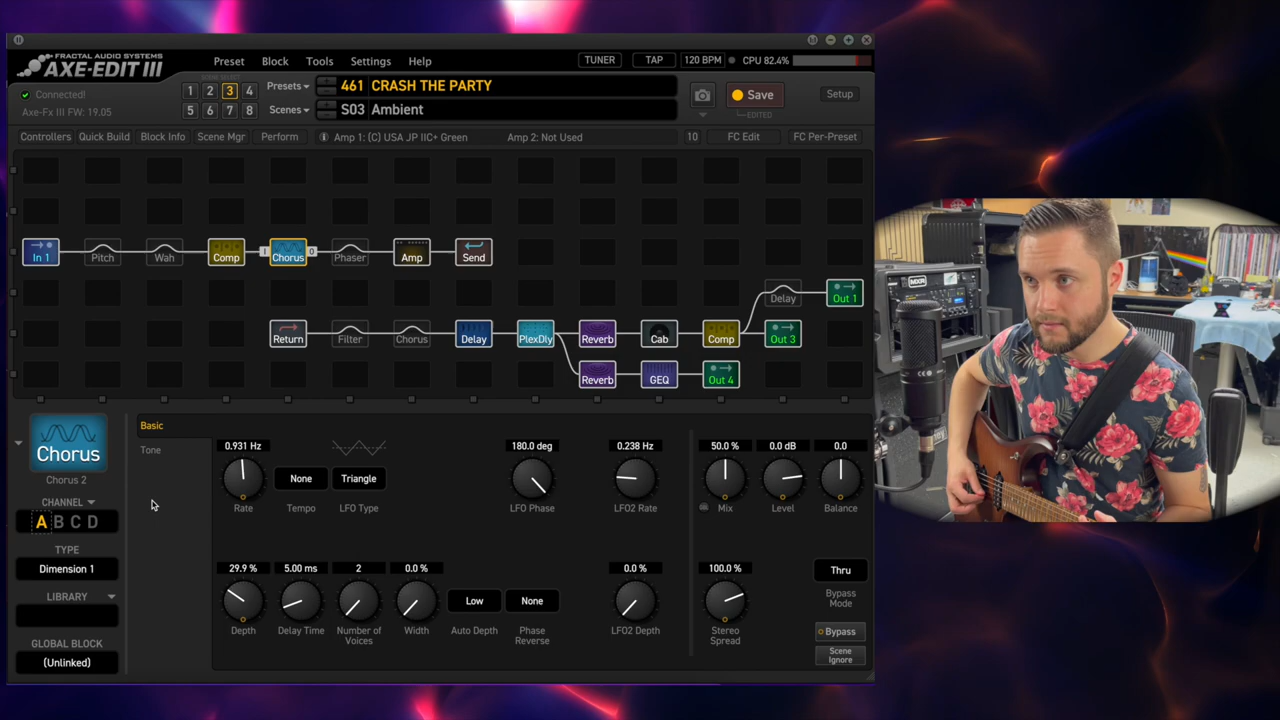 FRACTAL AUDIO SYSTEMS
AXE-EDIT III
Preset Block Tools Settings Help
TUNER TAP 120 BPM CPU 82.4%
Connected!
Axe-Fx III FW: 19.05
SCENE SELECT
1 2 3 4
5 6 7 8
Presets
461 CRASH THE PARTY
Scenes
S03 Ambient
Save
EDITED
Setup
Controllers Quick Build Block Info Scene Mgr Perform
Amp 1: (C) USA JP IIC+ Green Amp 2: Not Used
10 FC Edit FC Per-Preset
In 1 Pitch Wah Comp I Chorus O Phaser Amp Send
Delay Out 1
Return Filter Chorus Delay PlexDly Reverb Cab Comp Out 3
Reverb GEQ Out 4
Chorus
Chorus 2
CHANNEL
A B C D
TYPE
Dimension 1
LIBRARY
GLOBAL BLOCK
(Unlinked)
Basic
Tone
0.931 Hz 180.0 deg 0.238 Hz 50.0 % 0.0 dB 0.0
None Triangle
Rate Tempo LFO Type LFO Phase LFO2 Rate Mix Level Balance
29.9 % 5.00 ms 2 0.0 % 0.0 % 100.0 % Thru
Low None
Depth Delay Time Number of Voices Width Auto Depth Phase Reverse LFO2 Depth Stereo Spread
Bypass Mode
Bypass
Scene Ignore
MXR